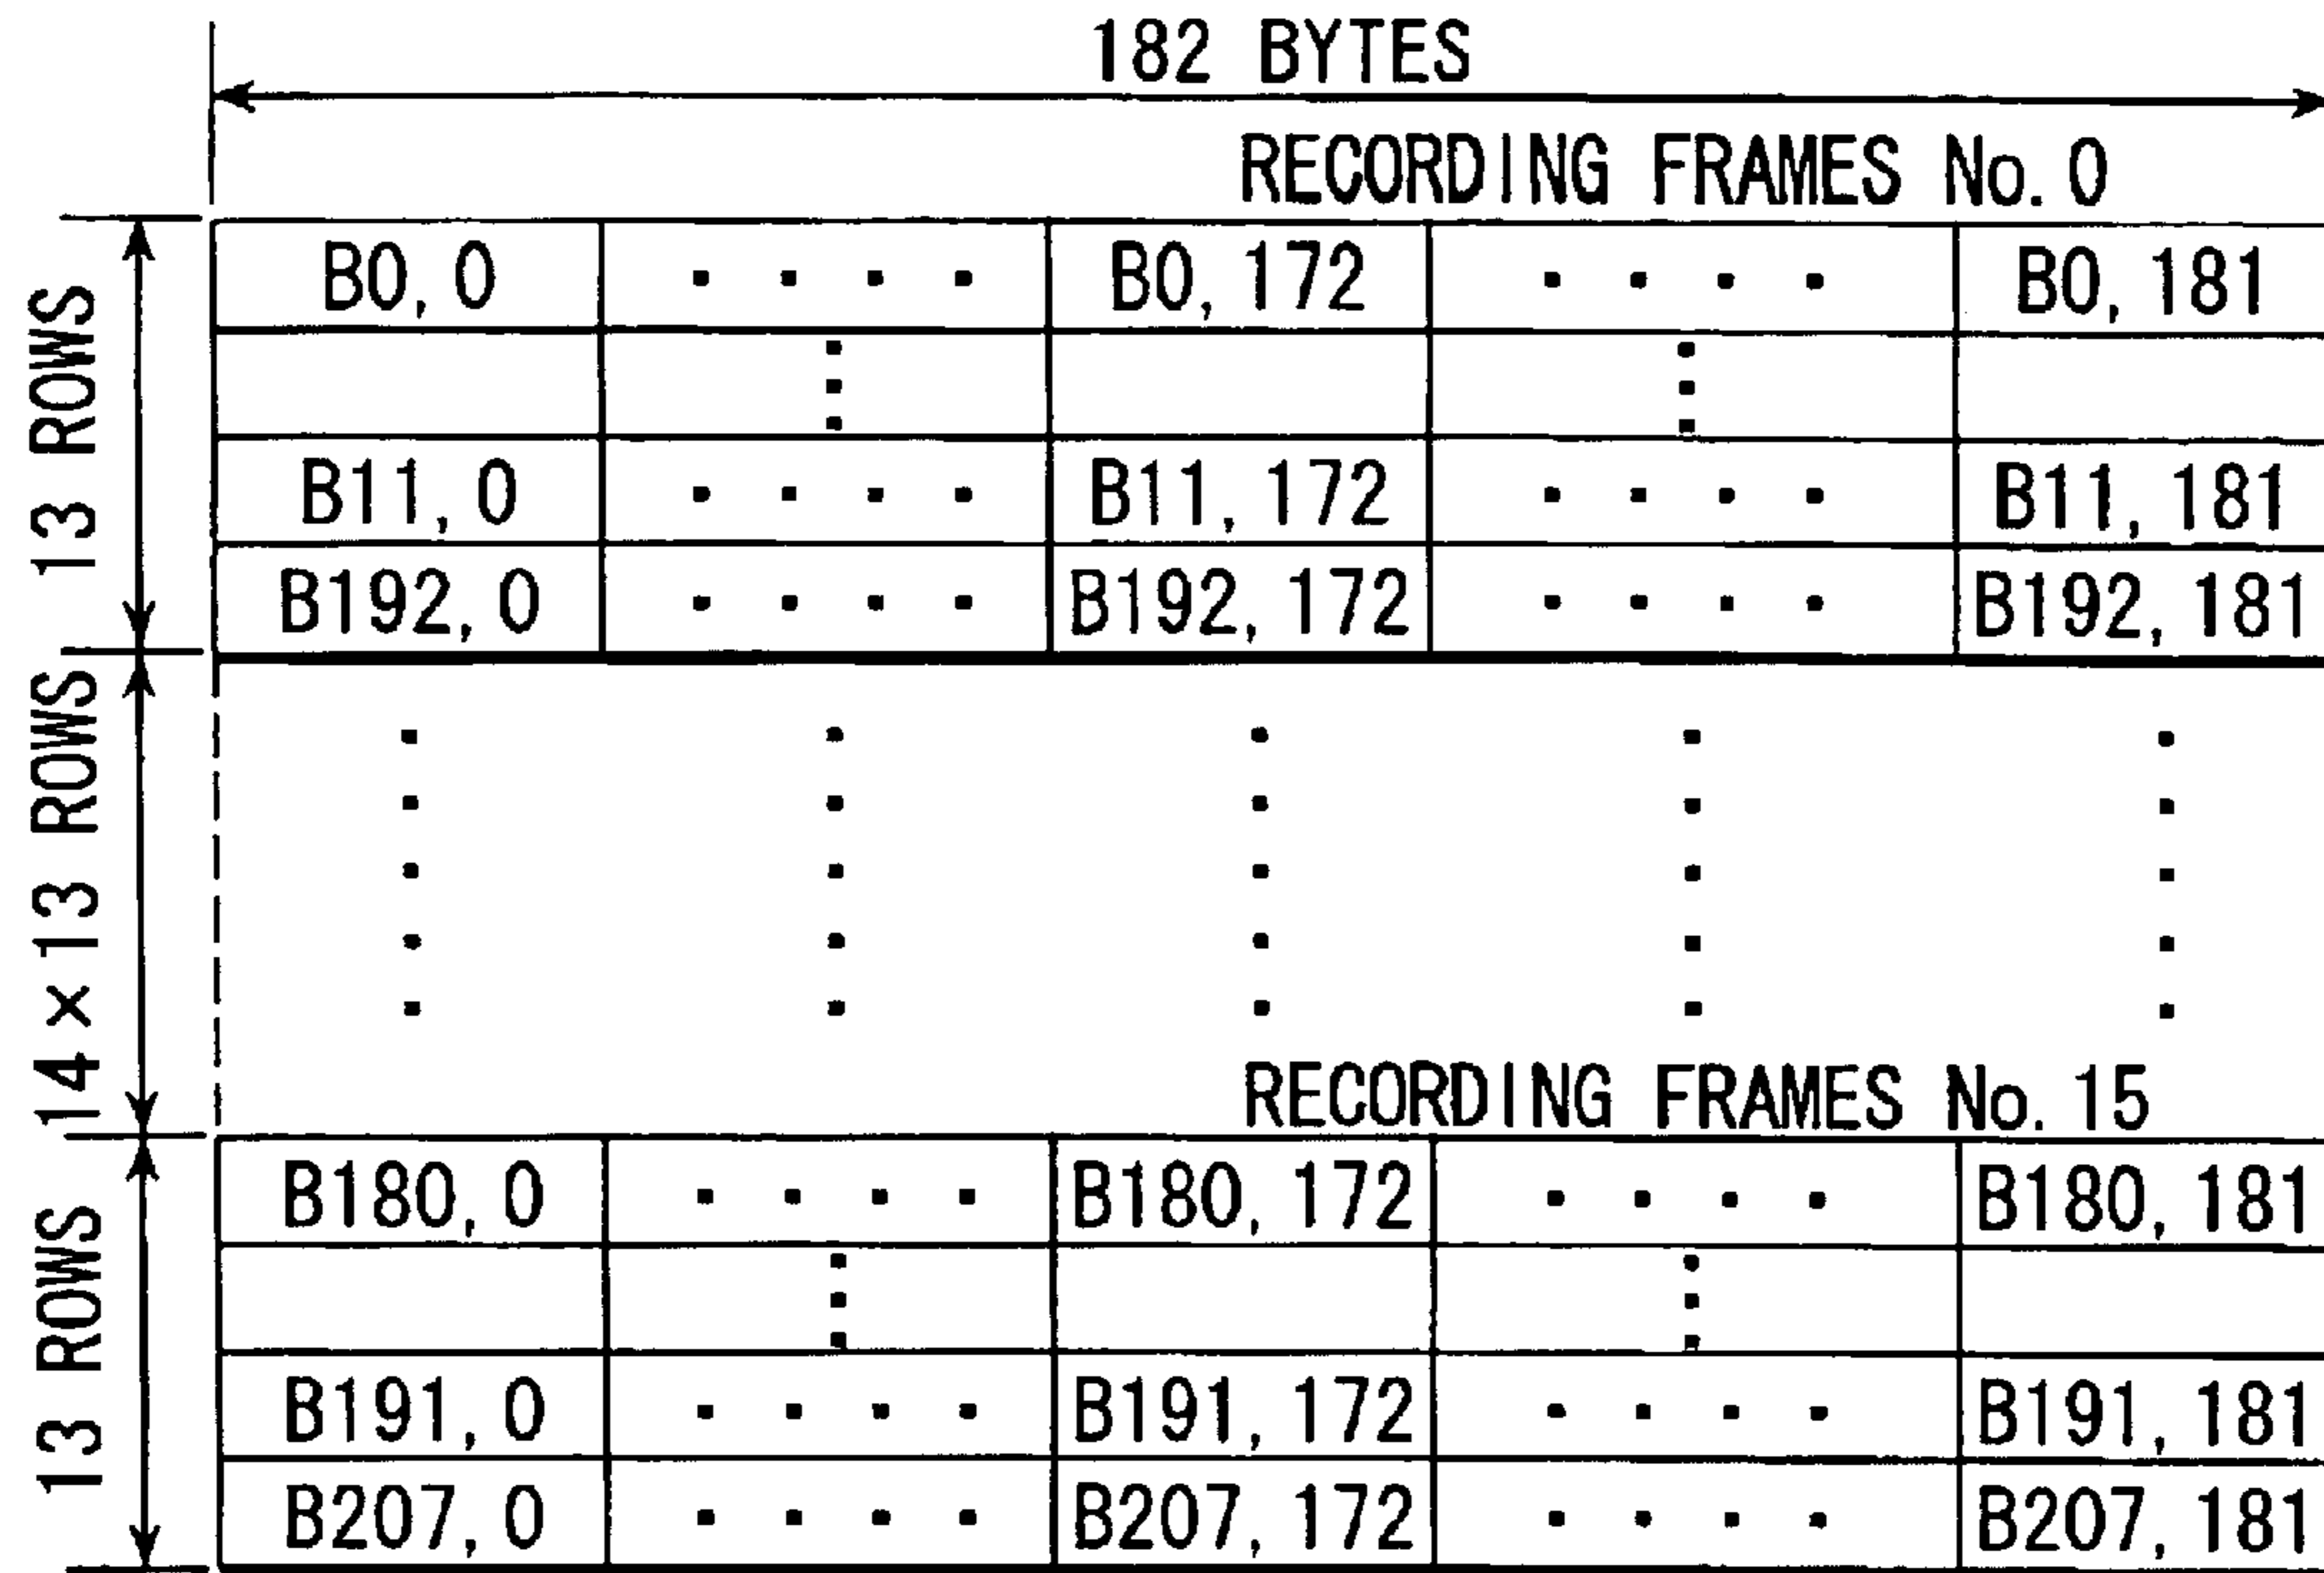 182 BYTES
RECORDING FRAMES No. 0
13 ROWS
B0, 0 · · · · B0, 172 · · · · B0, 181
B11, 0 · · · · B11, 172 · · · · B11, 181
B192, 0 · · · · B192, 172 · · · · B192, 181
14×13 ROWS
RECORDING FRAMES No. 15
13 ROWS
B180, 0 · · · · B180, 172 · · · · B180, 181
B191, 0 · · · · B191, 172 · · · · B191, 181
B207, 0 · · · · B207, 172 · · · · B207, 181